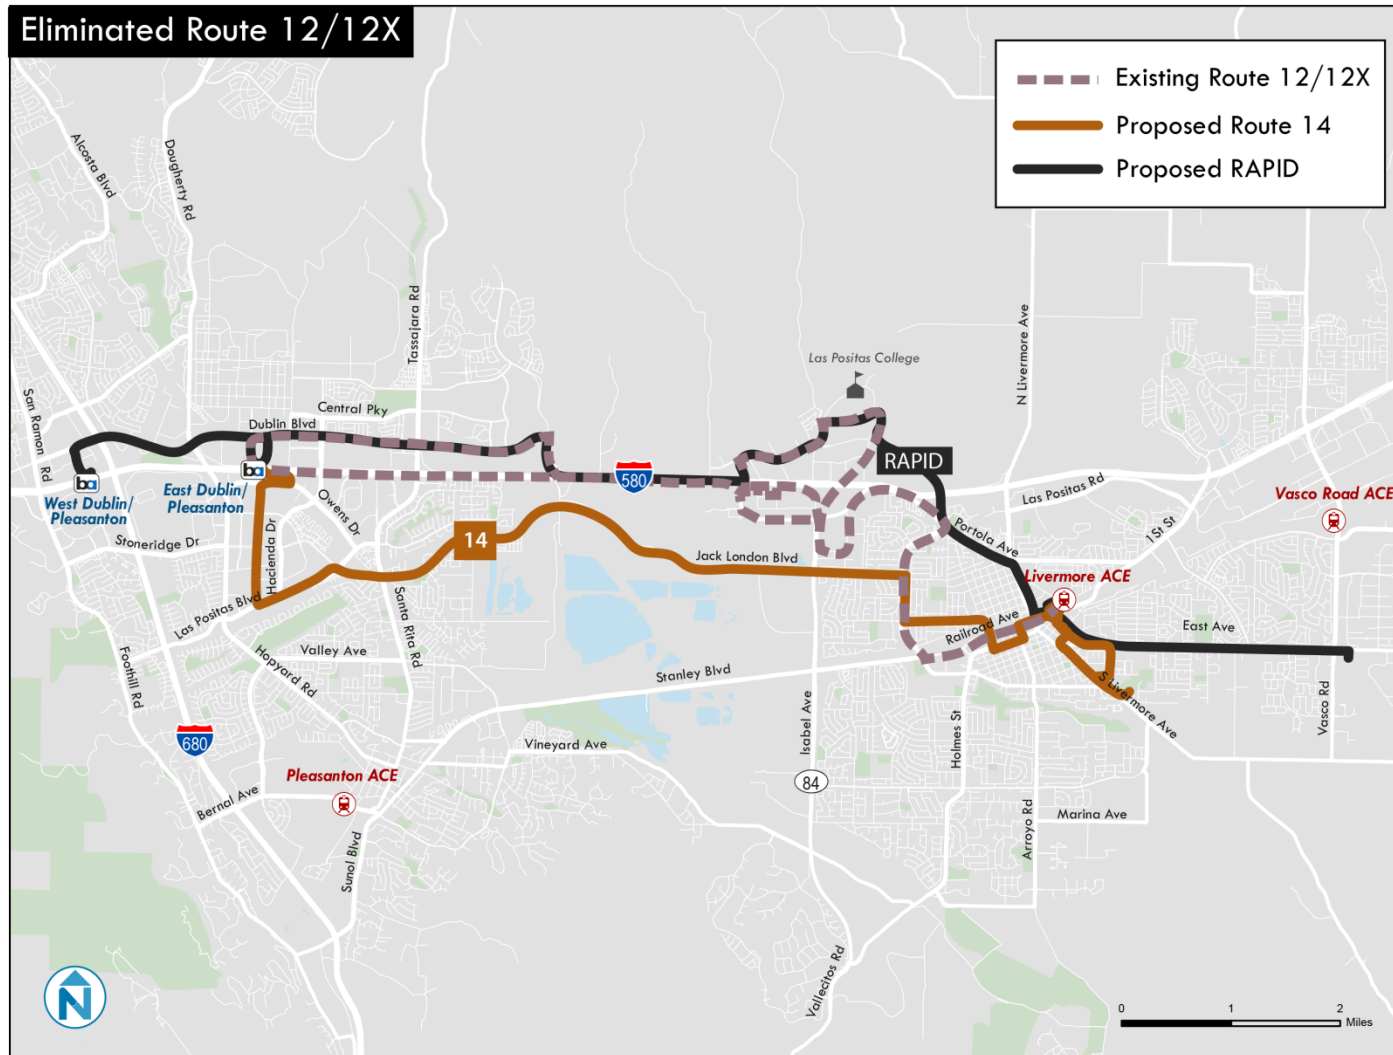 Eliminated Route 12/12X
Existing Route 12/12X
Proposed Route 14
Proposed RAPID
Alcosta Blvd
Dougherty Rd
Tassajara Rd
N Livermore Ave
Las Positas College
San Ramon Rd
Central Pky
Dublin Blvd
RAPID
ba
ba
580
West Dublin/
Pleasanton
East Dublin/
Pleasanton
Las Positas Rd
Vasco Road ACE
Owens Dr
Stoneridge Dr
Hacienda Dr
14
Portola Ave
1St St
Jack London Blvd
Livermore ACE
Las Positas Blvd
Santa Rita Rd
Railroad Ave
East Ave
Foothill Rd
Hopyard Rd
Valley Ave
Stanley Blvd
S Livermore Ave
Vasco Rd
Isabel Ave
Holmes St
680
Vineyard Ave
Pleasanton ACE
84
Bernal Ave
Arroyo Rd
Marina Ave
Sunol Blvd
Vallecitos Rd
N
0 1 2
Miles